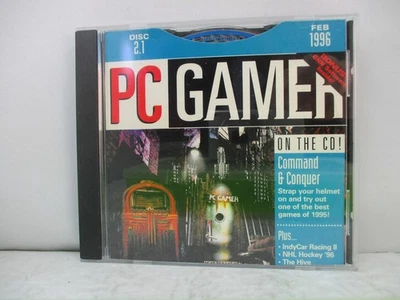 DISC
2.1
FEB
1996
PC GAMER
ON THE CD!
Command
& Conquer
Strap your helmet
on and try out
one of the best
games of 1995!
PC GAMER
Plus...
• IndyCar Racing II
• NHL Hockey '96
• The Hive